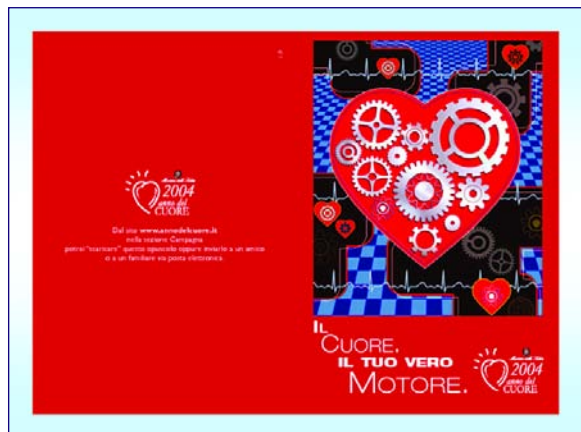 2004
anno del
CUORE
Dal sito www.annodelcuore.it
nella sezione Campagna
potrai "scaricare" questo opuscolo oppure inviarlo a un amico
o a un familiare via posta elettronica
IL
CUORE,
IL TUO VERO
MOTORE.
2004
anno del
CUORE